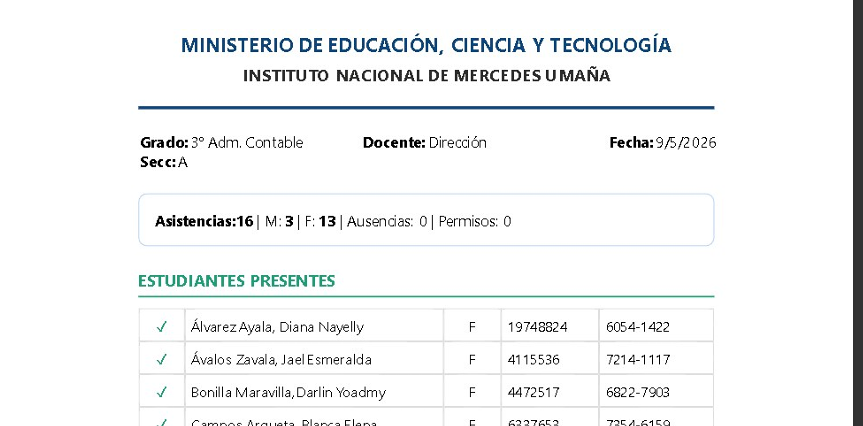 MINISTERIO DE EDUCACIÓN, CIENCIA Y TECNOLOGÍA
INSTITUTO NACIONAL DE MERCEDES UMAÑA
Grado: 3° Adm. Contable Docente: Dirección Fecha: 9/5/2026
Secc: A
Asistencias:16 | M: 3 | F: 13 | Ausencias: 0 | Permisos: 0
ESTUDIANTES PRESENTES
✓ Álvarez Ayala, Diana Nayelly F 19748824 6054-1422
✓ Ávalos Zavala, Jael Esmeralda F 4115536 7214-1117
✓ Bonilla Maravilla, Darlin Yoadmy F 4472517 6822-7903
✓ Campos Argueta, Blanca Elena F 6337653 7354-6159